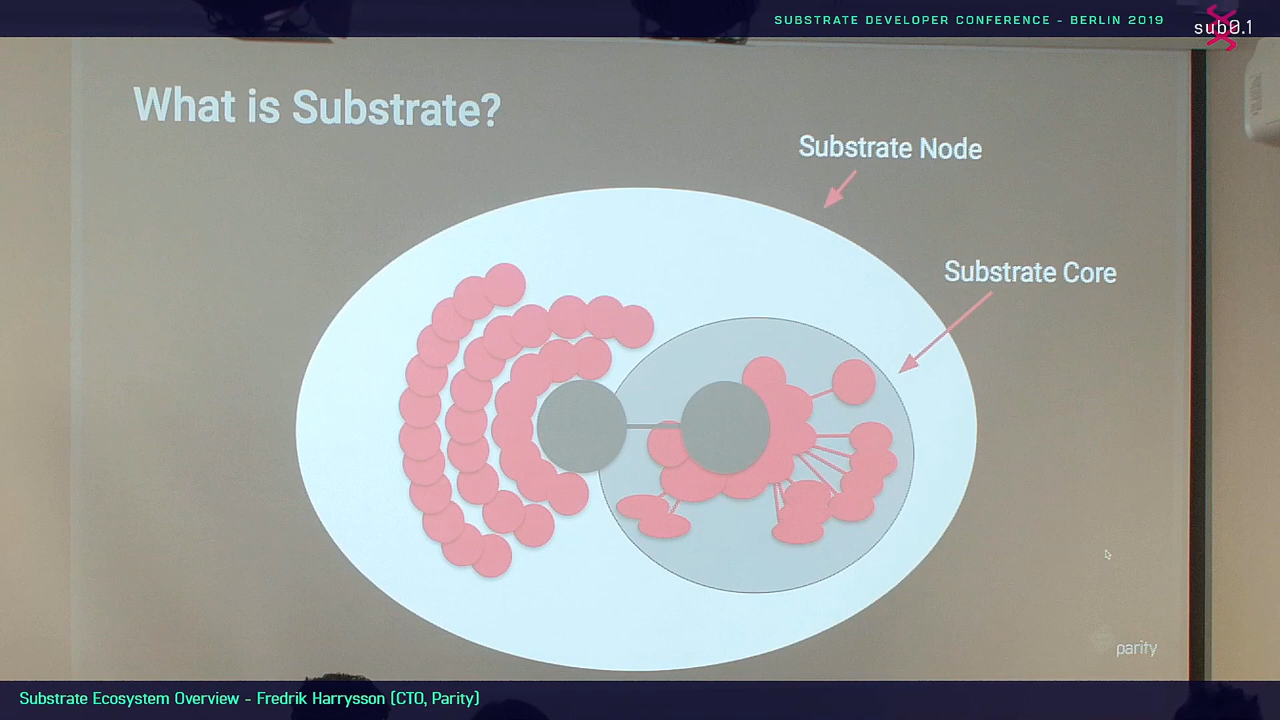 SUBSTRATE DEVELOPER CONFERENCE - BERLIN 2019
sub0.1
What is Substrate?
Substrate Node
Substrate Core
parity
Substrate Ecosystem Overview - Fredrik Harrysson (CTO, Parity)